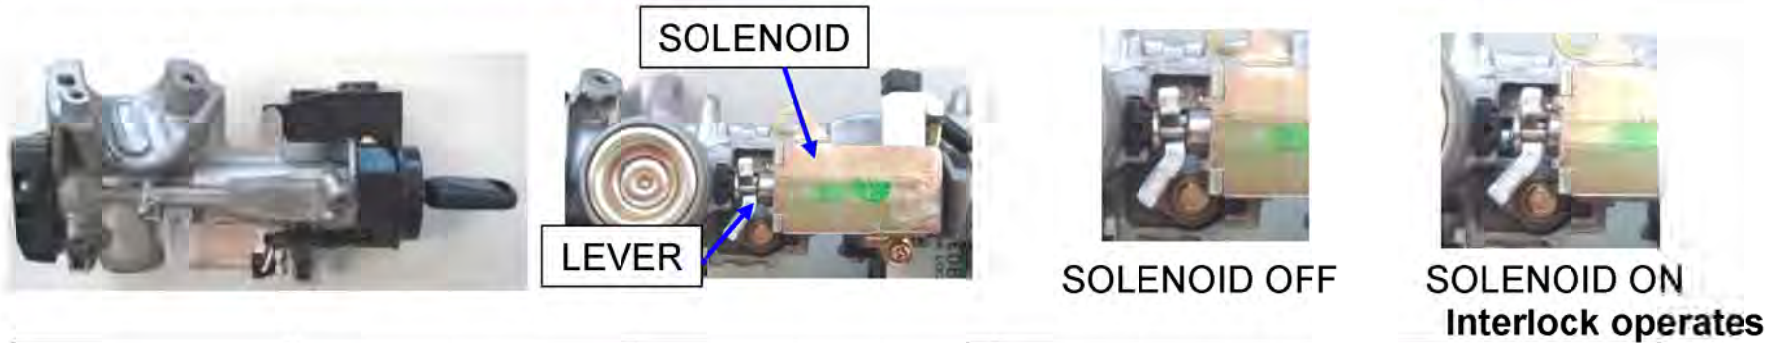 SOLENOID
LEVER
SOLENOID OFF
SOLENOID ON
Interlock operates